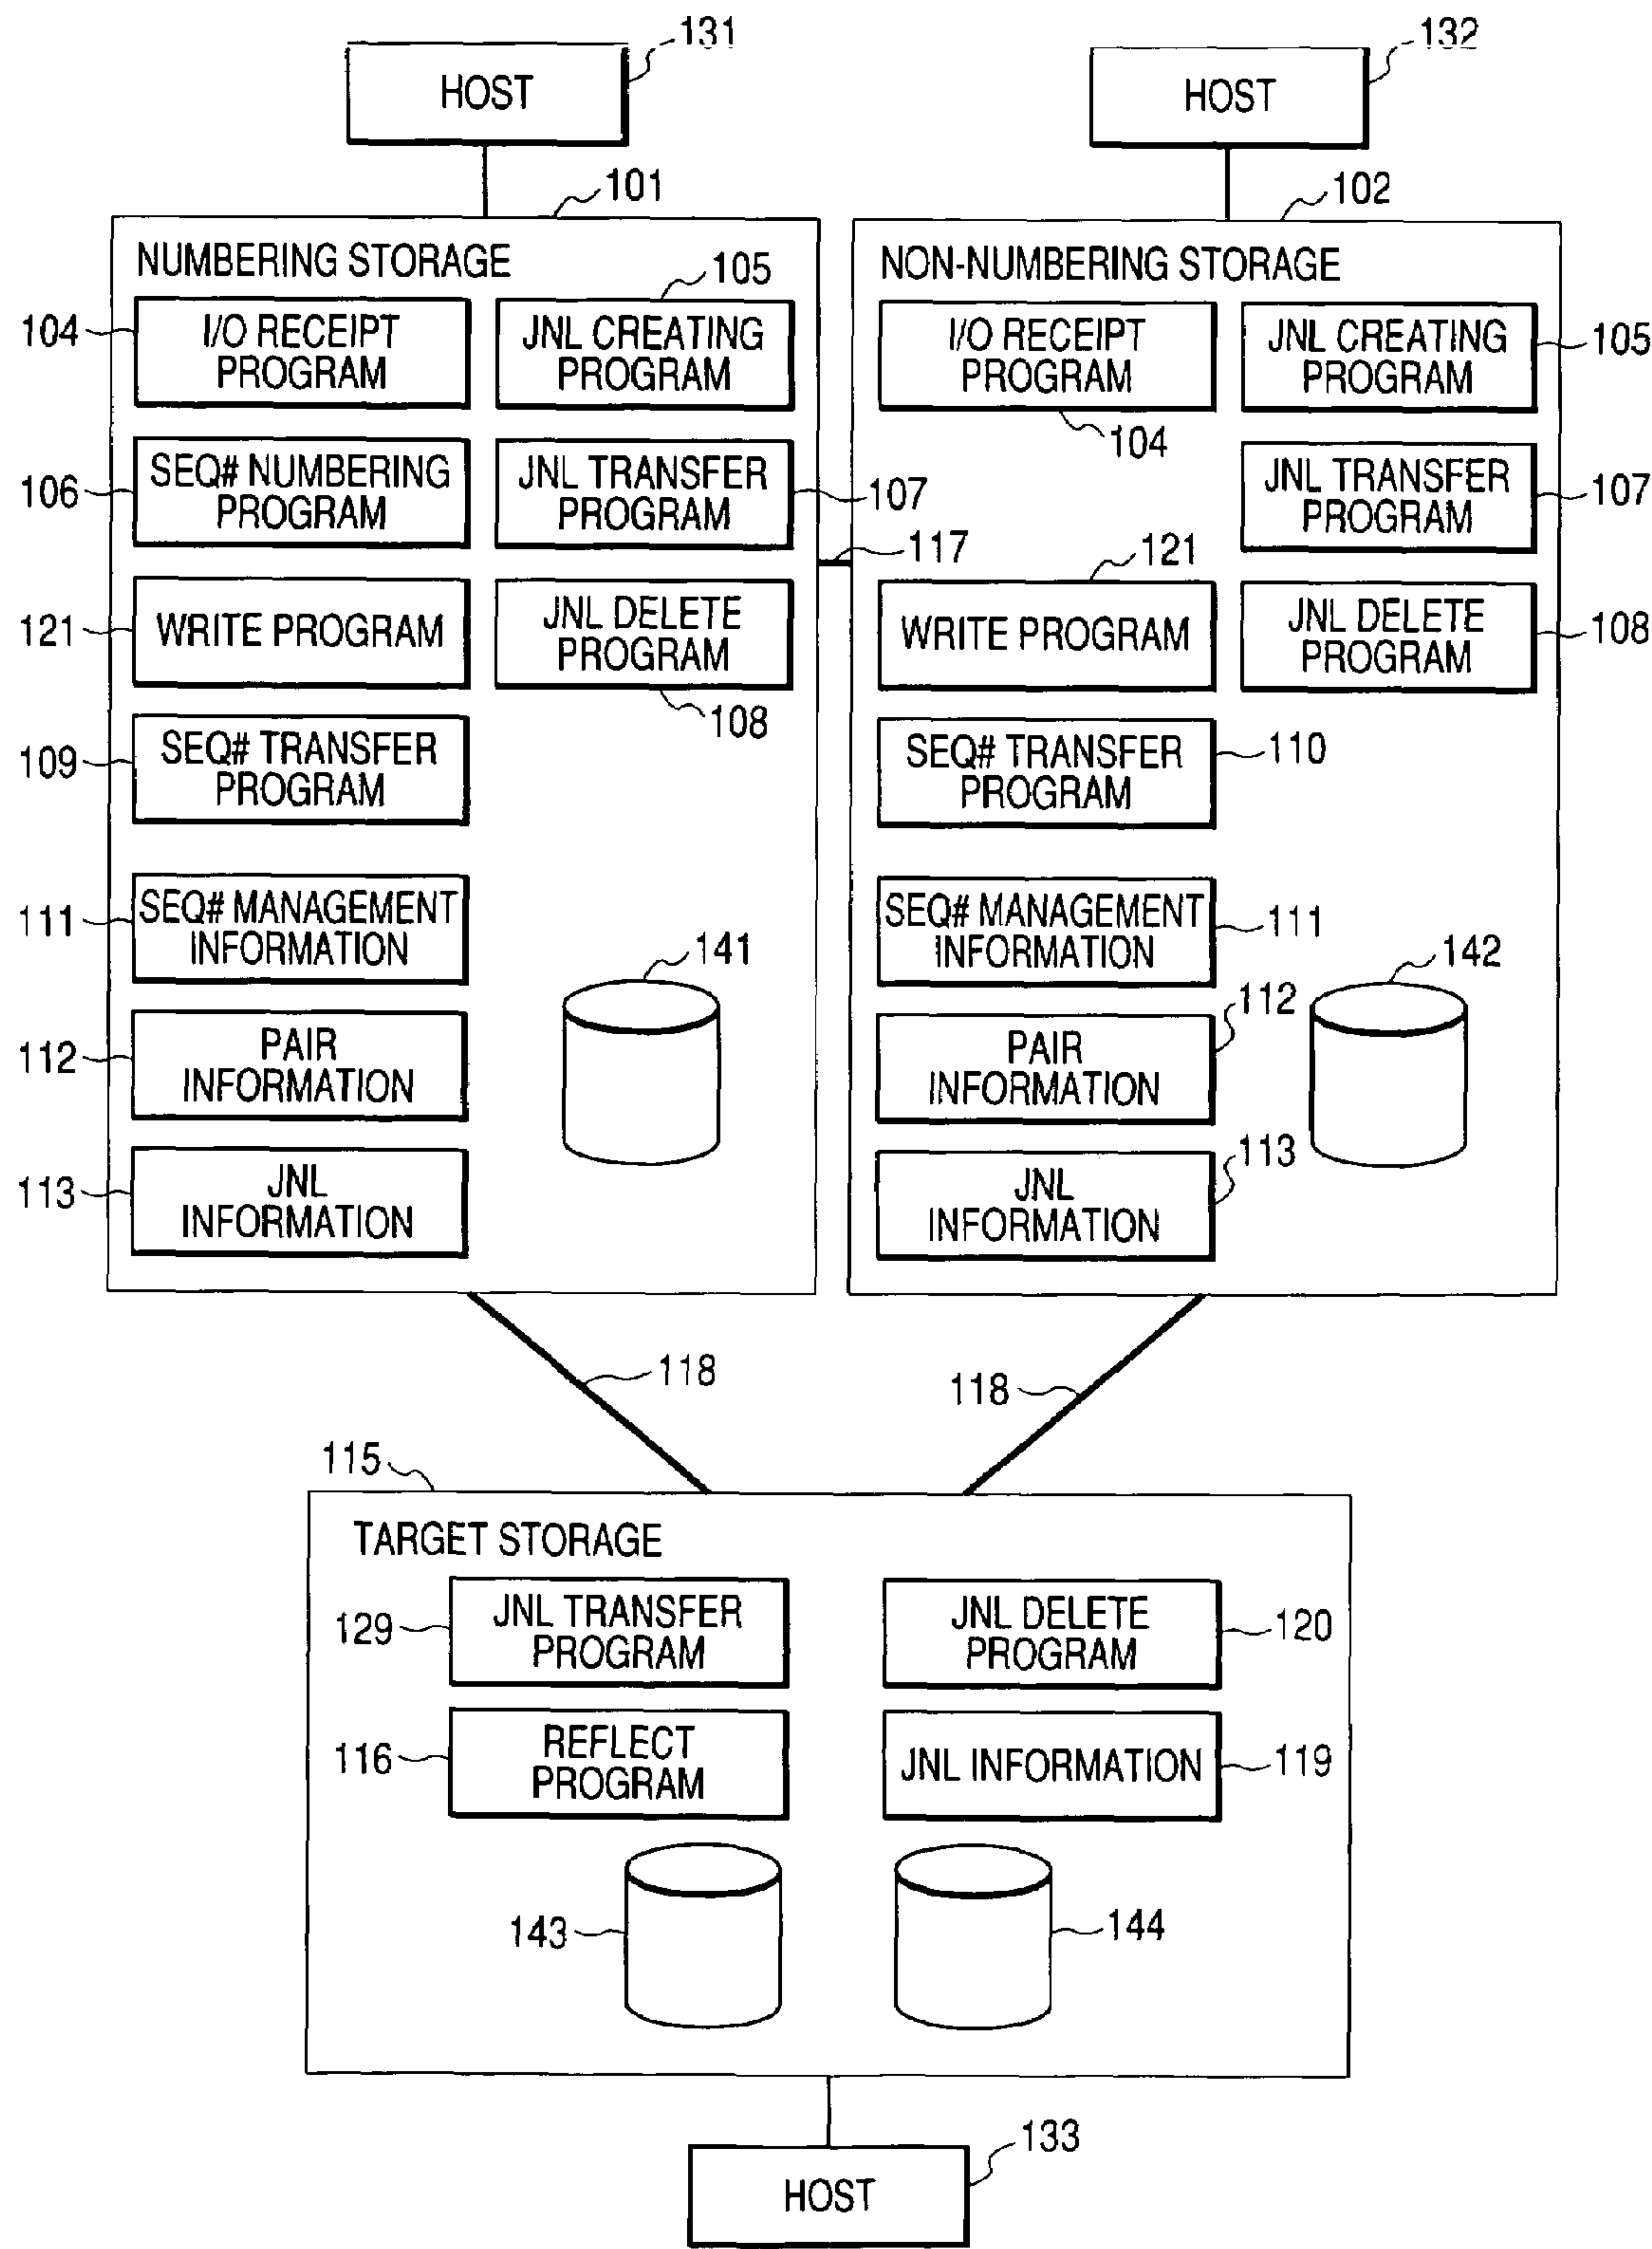 131
HOST
132
HOST
101
NUMBERING STORAGE
104
I/O RECEIPT
PROGRAM
105
JNL CREATING
PROGRAM
106
SEQ# NUMBERING
PROGRAM
JNL TRANSFER
PROGRAM
107
117
121
WRITE PROGRAM
JNL DELETE
PROGRAM
108
109
SEQ# TRANSFER
PROGRAM
111
SEQ# MANAGEMENT
INFORMATION
141
112
PAIR
INFORMATION
113
JNL
INFORMATION
102
NON-NUMBERING STORAGE
I/O RECEIPT
PROGRAM
104
JNL CREATING
PROGRAM
105
JNL TRANSFER
PROGRAM
107
121
WRITE PROGRAM
JNL DELETE
PROGRAM
108
SEQ# TRANSFER
PROGRAM
110
SEQ# MANAGEMENT
INFORMATION
111
142
112
PAIR
INFORMATION
113
JNL
INFORMATION
118
118
115
TARGET STORAGE
129
JNL TRANSFER
PROGRAM
JNL DELETE
PROGRAM
120
116
REFLECT
PROGRAM
JNL INFORMATION
119
143
144
133
HOST